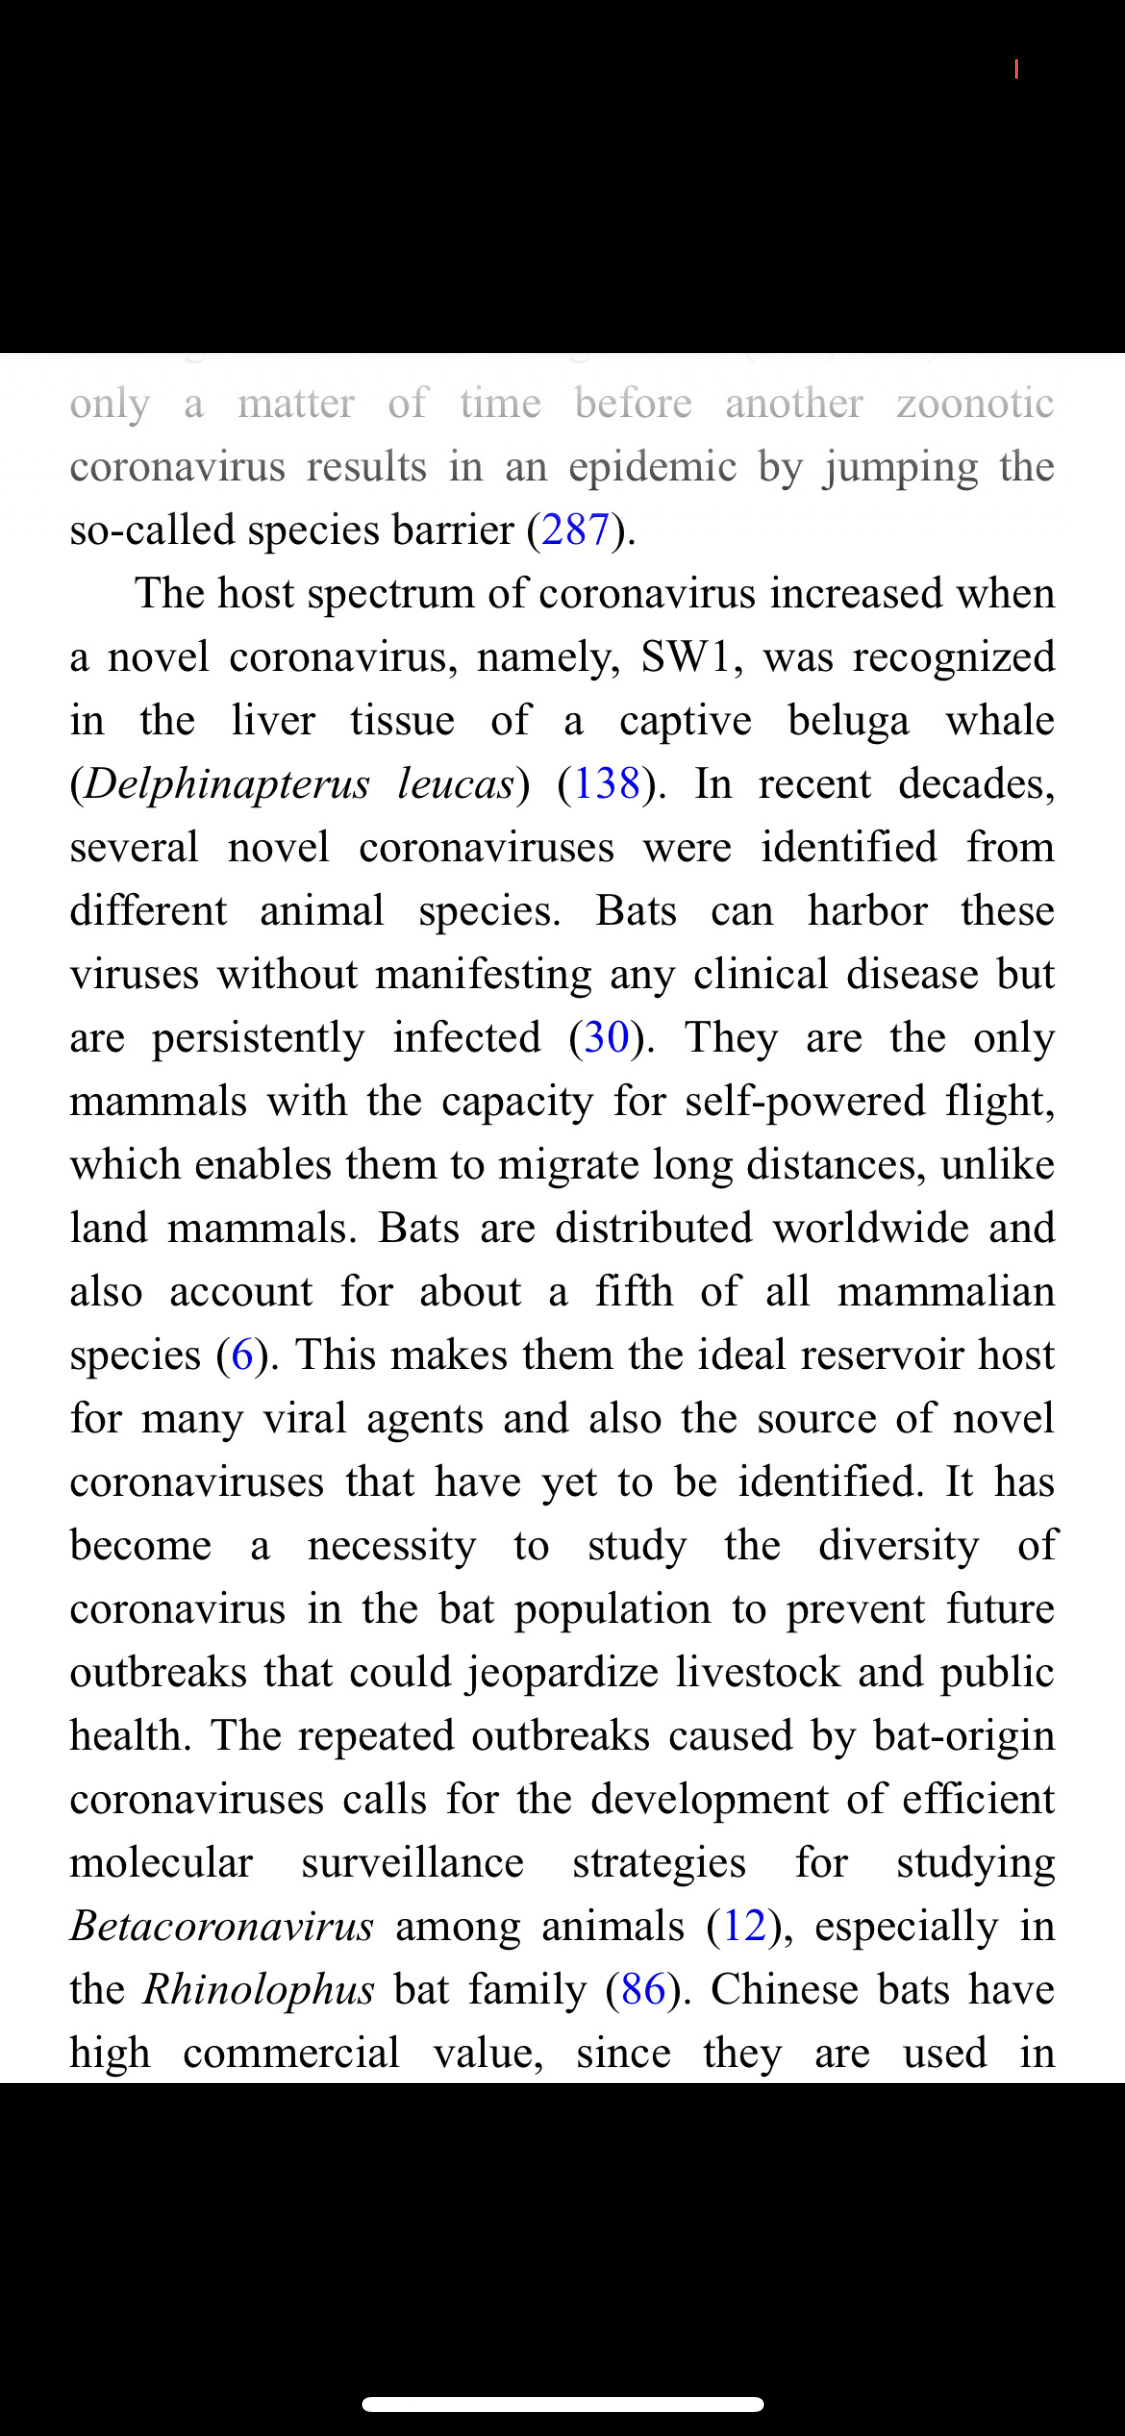 only a matter of time before another zoonotic
coronavirus results in an epidemic by jumping the
so-called species barrier (287).
The host spectrum of coronavirus increased when
a novel coronavirus, namely, SW1, was recognized
in the liver tissue of a captive beluga whale
(Delphinapterus leucas) (138). In recent decades,
several novel coronaviruses were identified from
different animal species. Bats can harbor these
viruses without manifesting any clinical disease but
are persistently infected (30). They are the only
mammals with the capacity for self-powered flight,
which enables them to migrate long distances, unlike
land mammals. Bats are distributed worldwide and
also account for about a fifth of all mammalian
species (6). This makes them the ideal reservoir host
for many viral agents and also the source of novel
coronaviruses that have yet to be identified. It has
become a necessity to study the diversity of
coronavirus in the bat population to prevent future
outbreaks that could jeopardize livestock and public
health. The repeated outbreaks caused by bat-origin
coronaviruses calls for the development of efficient
molecular surveillance strategies for studying
Betacoronavirus among animals (12), especially in
the Rhinolophus bat family (86). Chinese bats have
high commercial value, since they are used in